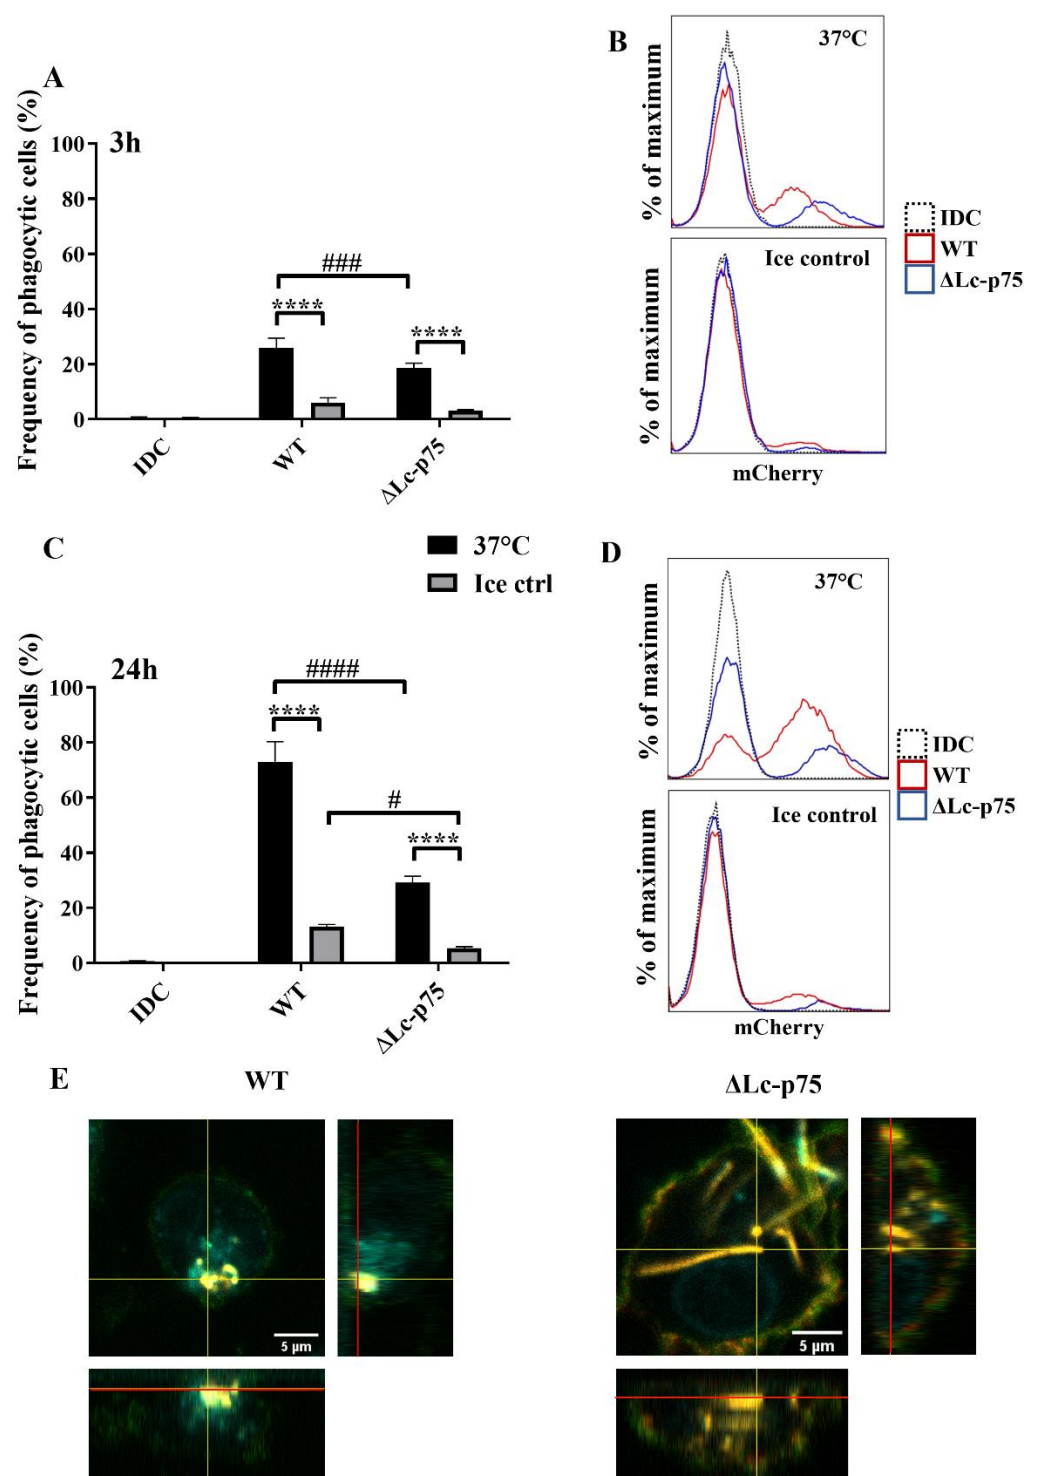 A
Frequency of phagocytic cells (%)
3h
100
80
60
40
20
0
###
****
****
IDC
WT
ΔLc-p75
B
37°C
% of maximum
Ice control
% of maximum
mCherry
IDC
WT
ΔLc-p75
C
37°C
Ice ctrl
Frequency of phagocytic cells (%)
24h
100
80
60
40
20
0
####
****
#
****
IDC
WT
ΔLc-p75
D
37°C
% of maximum
Ice control
% of maximum
mCherry
IDC
WT
ΔLc-p75
E
WT
5 µm
ΔLc-p75
5 µm